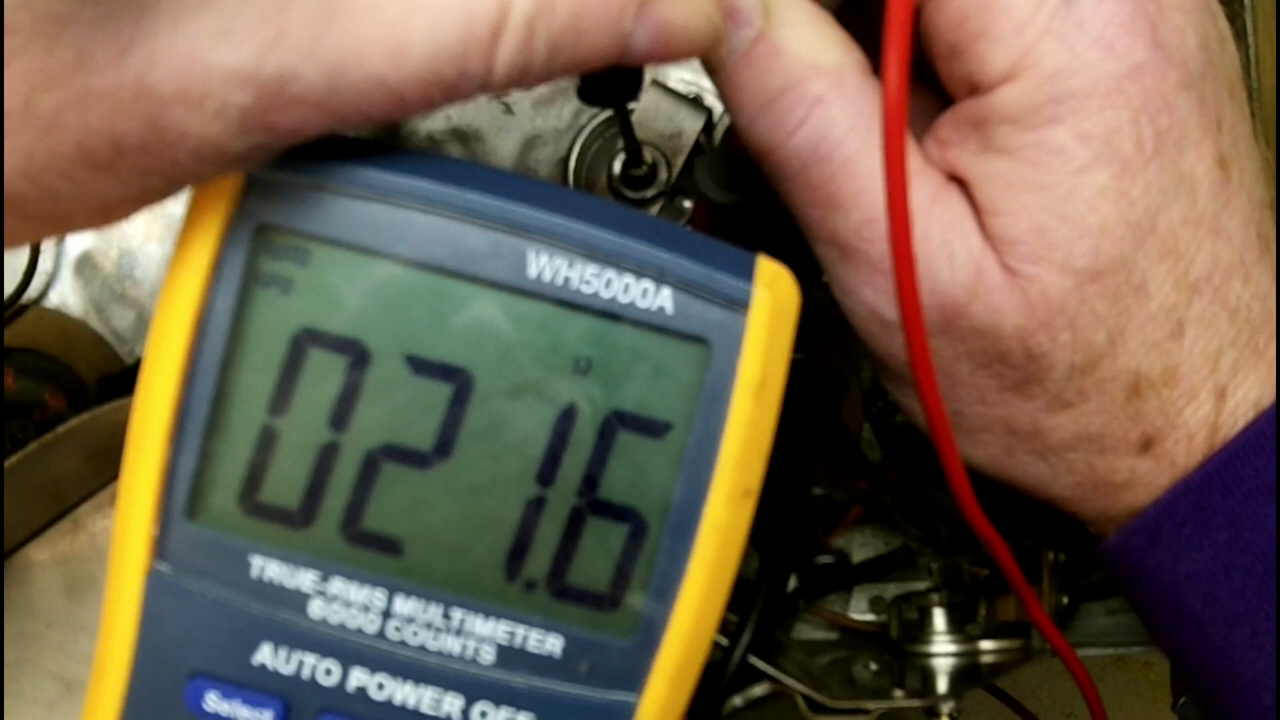 WH5000A
021.6
TRUE-RMS MULTIMETER
6000 COUNTS
AUTO POWER OFF
Select